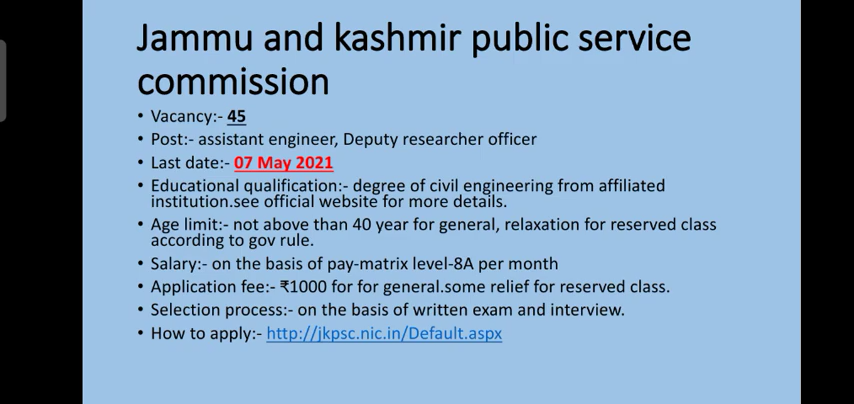 Jammu and kashmir public service
commission
• Vacancy:- 45
• Post:- assistant engineer, Deputy researcher officer
• Last date:- 07 May 2021
• Educational qualification:- degree of civil engineering from affiliated
institution.see official website for more details.
• Age limit:- not above than 40 year for general, relaxation for reserved class
according to gov rule.
• Salary:- on the basis of pay-matrix level-8A per month
• Application fee:- ₹1000 for for general.some relief for reserved class.
• Selection process:- on the basis of written exam and interview.
• How to apply:- http://jkpsc.nic.in/Default.aspx